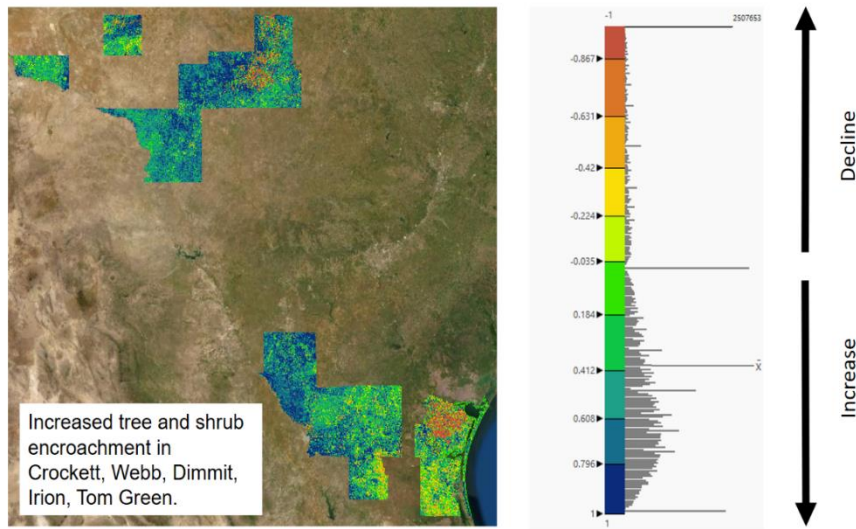 Increased tree and shrub
encroachment in
Crockett, Webb, Dimmit,
Irion, Tom Green.
-1
2507653
-0.867
-0.631
-0.42
-0.224
-0.035
0.184
0.412
x̄
0.608
0.796
1
1
Decline
Increase